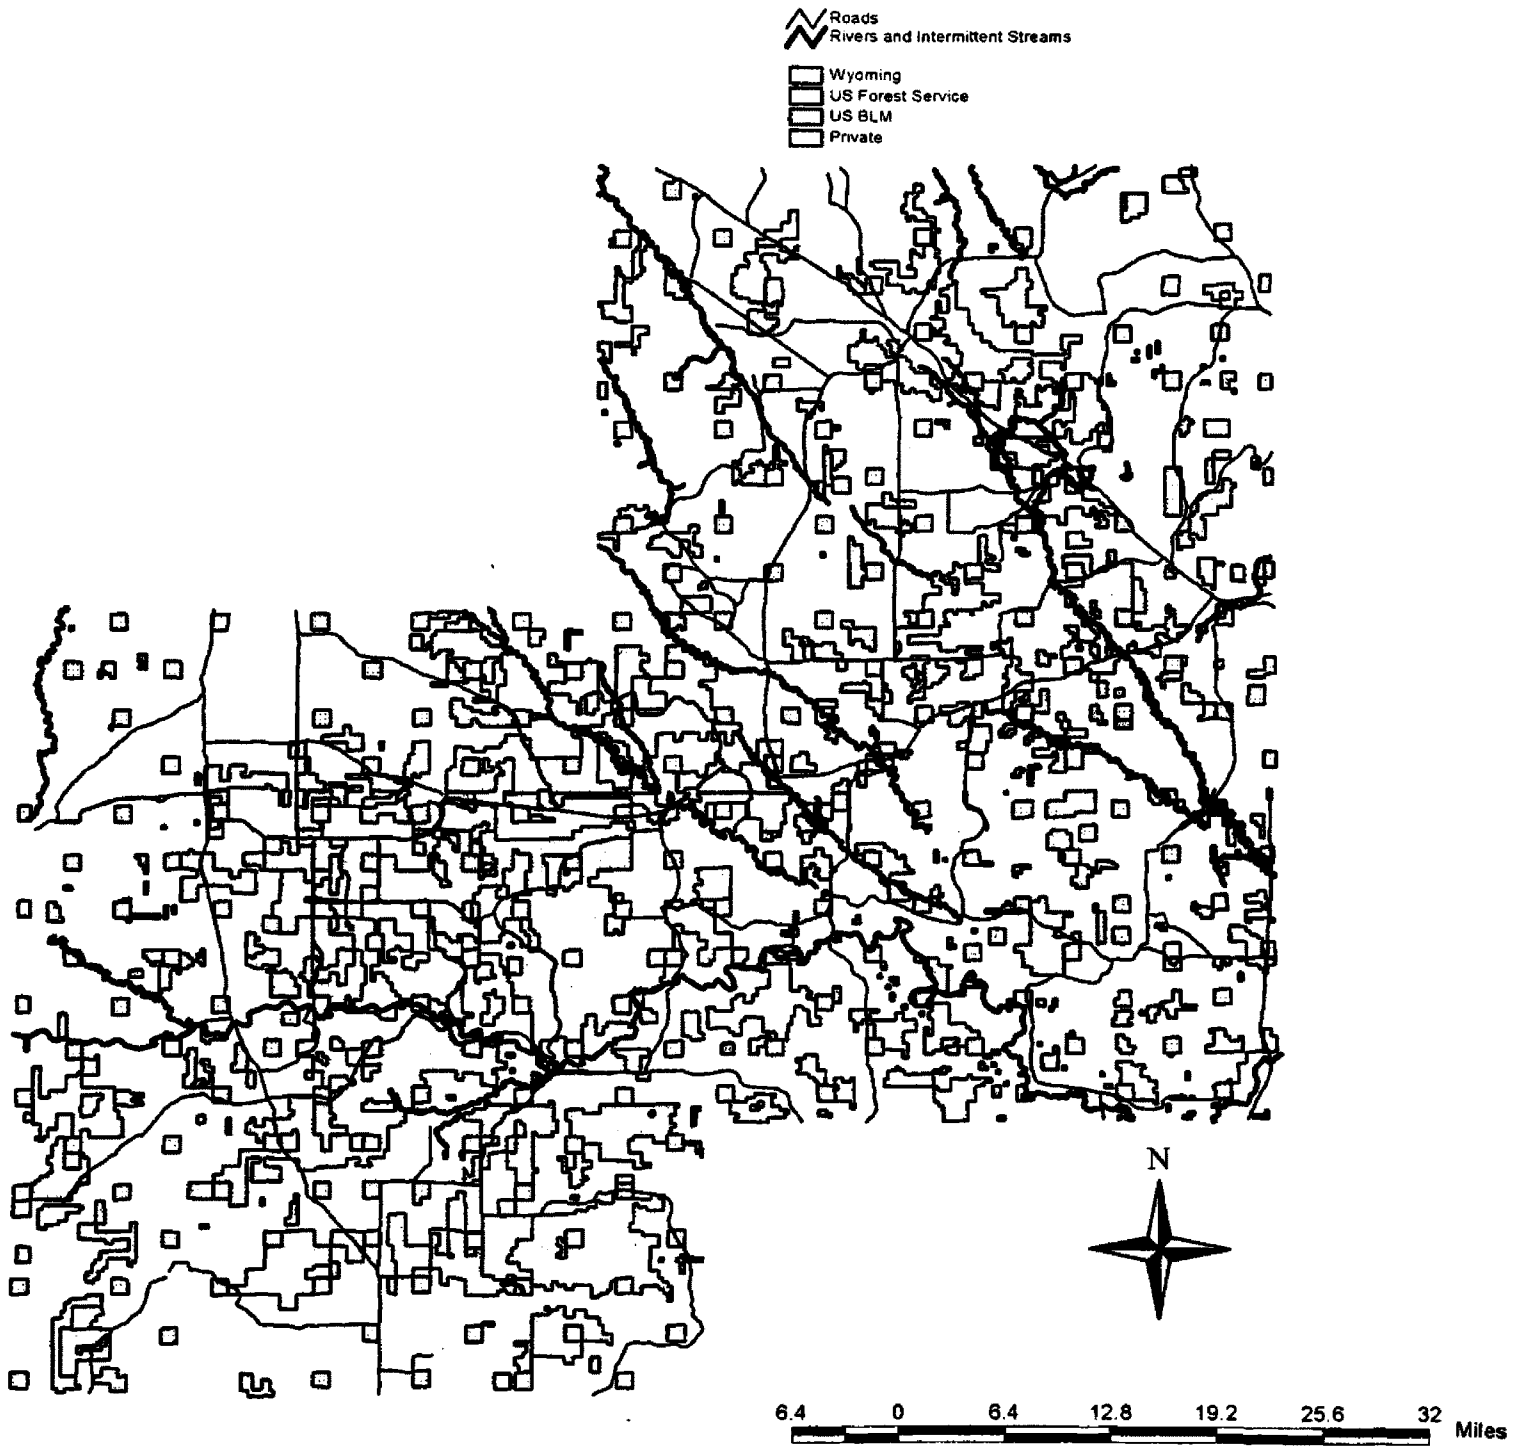 Roads
Rivers and Intermittent Streams
Wyoming
US Forest Service
US BLM
Private
N
6.4 0 6.4 12.8 19.2 25.6 32 Miles